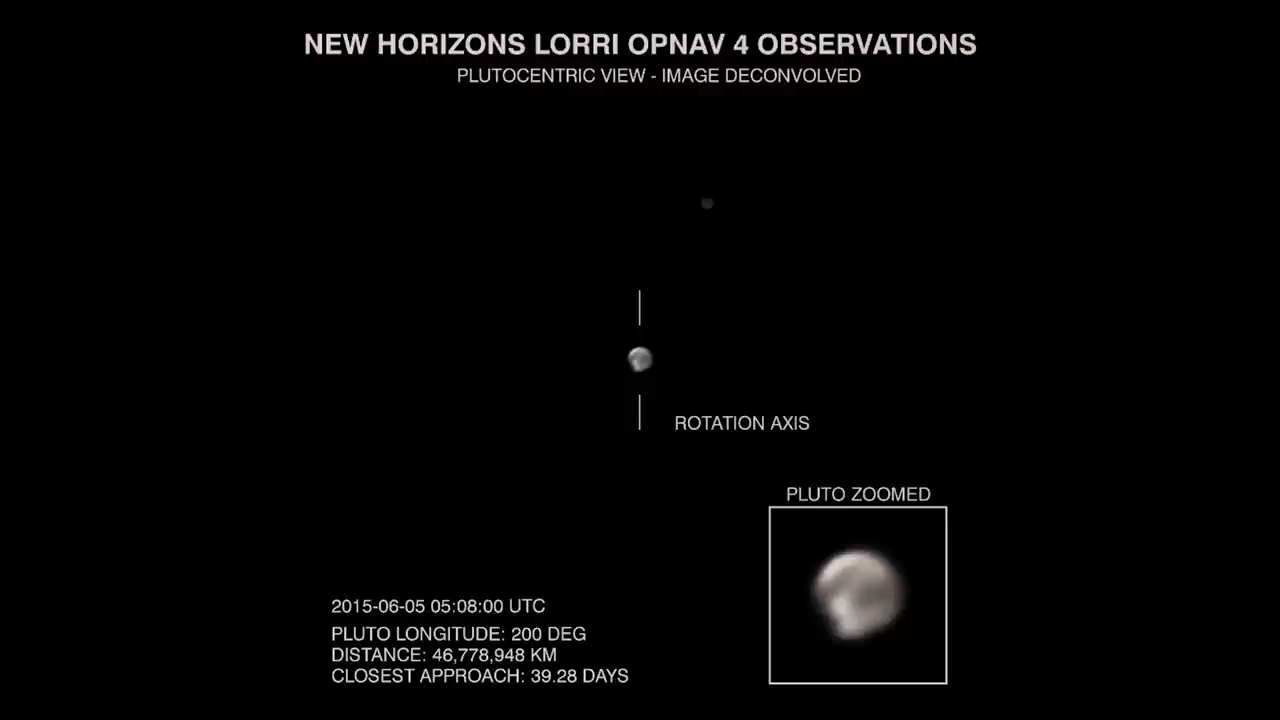 NEW HORIZONS LORRI OPNAV 4 OBSERVATIONS
PLUTOCENTRIC VIEW - IMAGE DECONVOLVED
ROTATION AXIS
PLUTO ZOOMED
2015-06-05 05:08:00 UTC
PLUTO LONGITUDE: 200 DEG
DISTANCE: 46,778,948 KM
CLOSEST APPROACH: 39.28 DAYS